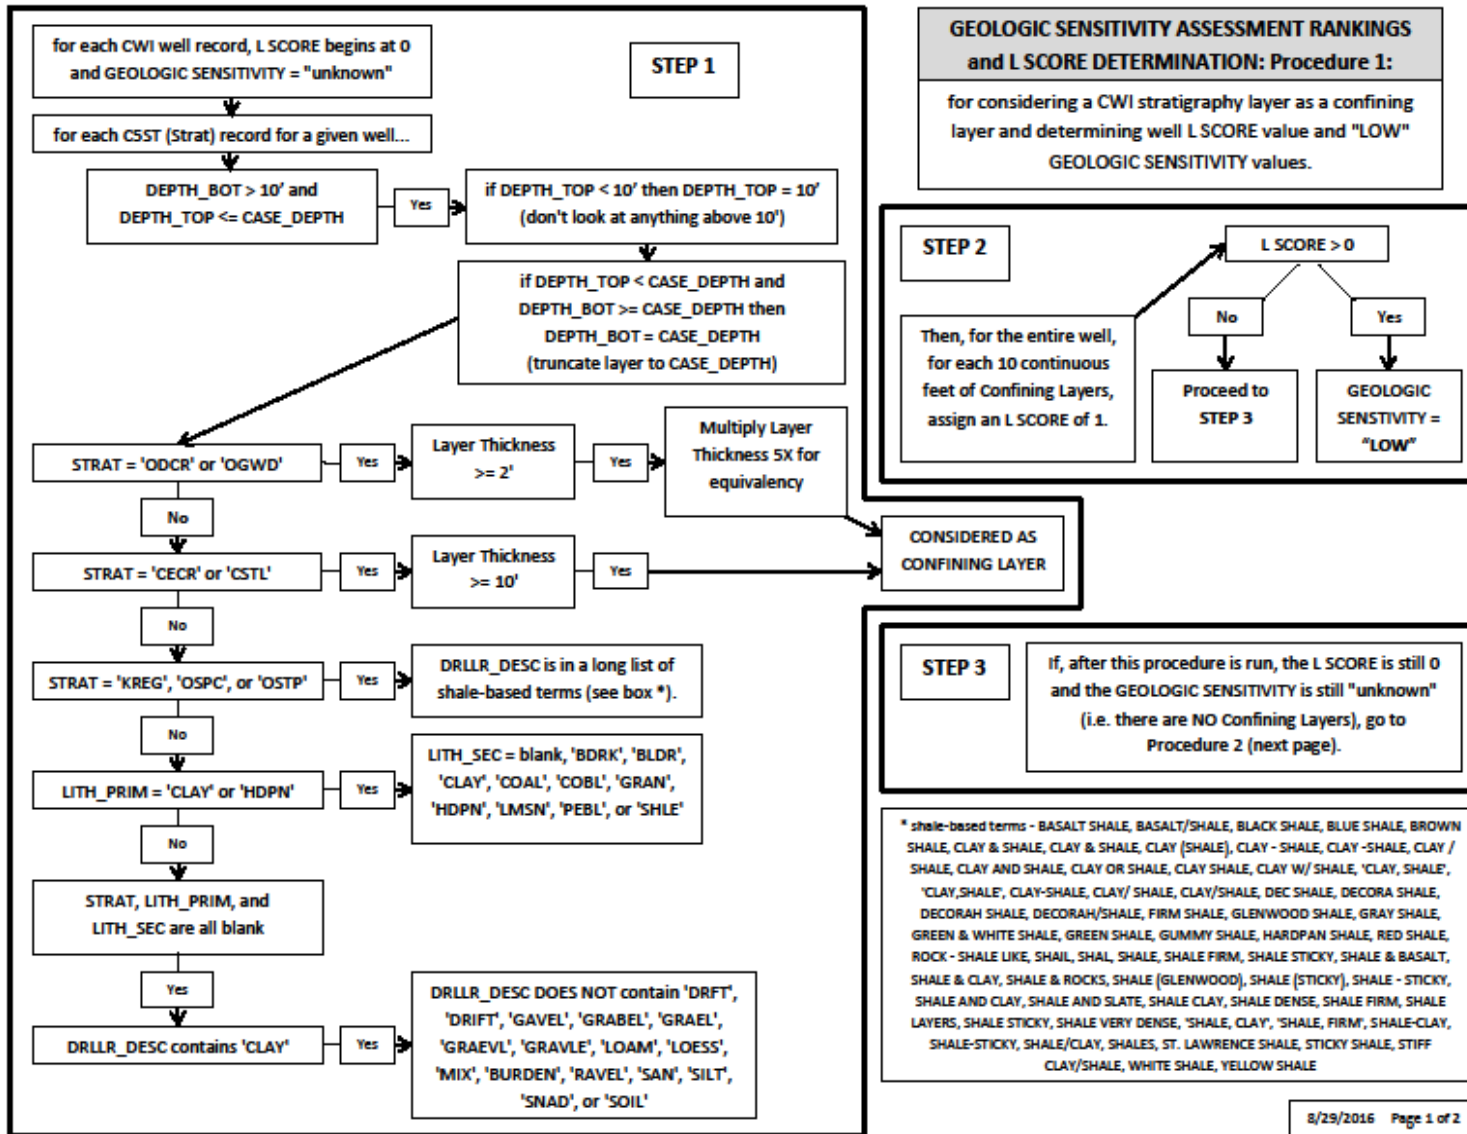 for each CWI well record, L SCORE begins at 0
and GEOLOGIC SENSITIVITY = "unknown"
STEP 1
for each C5ST (Strat) record for a given well...
DEPTH_BOT > 10' and
DEPTH_TOP <= CASE_DEPTH
Yes
if DEPTH_TOP < 10' then DEPTH_TOP = 10'
(don't look at anything above 10')
if DEPTH_TOP < CASE_DEPTH and
DEPTH_BOT >= CASE_DEPTH then
DEPTH_BOT = CASE_DEPTH
(truncate layer to CASE_DEPTH)
STRAT = 'ODCR' or 'OGWD'
Yes
Layer Thickness
>= 2'
Yes
Multiply Layer
Thickness 5X for
equivalency
No
STRAT = 'CECR' or 'CSTL'
Yes
Layer Thickness
>= 10'
Yes
CONSIDERED AS
CONFINING LAYER
No
STRAT = 'KREG', 'OSPC', or 'OSTP'
Yes
DRLLR_DESC is in a long list of
shale-based terms (see box *).
No
LITH_PRIM = 'CLAY' or 'HDPN'
Yes
LITH_SEC = blank, 'BDRK', 'BLDR',
'CLAY', 'COAL', 'COBL', 'GRAN',
'HDPN', 'LMSN', 'PEBL', or 'SHLE'
No
STRAT, LITH_PRIM, and
LITH_SEC are all blank
Yes
DRLLR_DESC contains 'CLAY'
Yes
DRLLR_DESC DOES NOT contain 'DRFT',
'DRIFT', 'GAVEL', 'GRABEL', 'GRAEL',
'GRAEVL', 'GRAVLE', 'LOAM', 'LOESS',
'MIX', 'BURDEN', 'RAVEL', 'SAN', 'SILT',
'SNAD', or 'SOIL'
GEOLOGIC SENSITIVITY ASSESSMENT RANKINGS
and L SCORE DETERMINATION: Procedure 1:
for considering a CWI stratigraphy layer as a confining
layer and determining well L SCORE value and "LOW"
GEOLOGIC SENSITIVITY values.
STEP 2
L SCORE > 0
Then, for the entire well,
for each 10 continuous
feet of Confining Layers,
assign an L SCORE of 1.
No
Yes
Proceed to
STEP 3
GEOLOGIC
SENSTIVITY =
"LOW"
STEP 3
If, after this procedure is run, the L SCORE is still 0
and the GEOLOGIC SENSITIVITY is still "unknown"
(i.e. there are NO Confining Layers), go to
Procedure 2 (next page).
* shale-based terms - BASALT SHALE, BASALT/SHALE, BLACK SHALE, BLUE SHALE, BROWN
SHALE, CLAY & SHALE, CLAY & SHALE, CLAY (SHALE), CLAY - SHALE, CLAY -SHALE, CLAY /
SHALE, CLAY AND SHALE, CLAY OR SHALE, CLAY SHALE, CLAY W/ SHALE, 'CLAY, SHALE',
'CLAY,SHALE', CLAY-SHALE, CLAY/ SHALE, CLAY/SHALE, DEC SHALE, DECORA SHALE,
DECORAH SHALE, DECORAH/SHALE, FIRM SHALE, GLENWOOD SHALE, GRAY SHALE,
GREEN & WHITE SHALE, GREEN SHALE, GUMMY SHALE, HARDPAN SHALE, RED SHALE,
ROCK - SHALE LIKE, SHAIL, SHAL, SHALE, SHALE FIRM, SHALE STICKY, SHALE & BASALT,
SHALE & CLAY, SHALE & ROCKS, SHALE (GLENWOOD), SHALE (STICKY), SHALE - STICKY,
SHALE AND CLAY, SHALE AND SLATE, SHALE CLAY, SHALE DENSE, SHALE FIRM, SHALE
LAYERS, SHALE STICKY, SHALE VERY DENSE, 'SHALE, CLAY', 'SHALE, FIRM', SHALE-CLAY,
SHALE-STICKY, SHALE/CLAY, SHALES, ST. LAWRENCE SHALE, STICKY SHALE, STIFF
CLAY/SHALE, WHITE SHALE, YELLOW SHALE
8/29/2016 Page 1 of 2